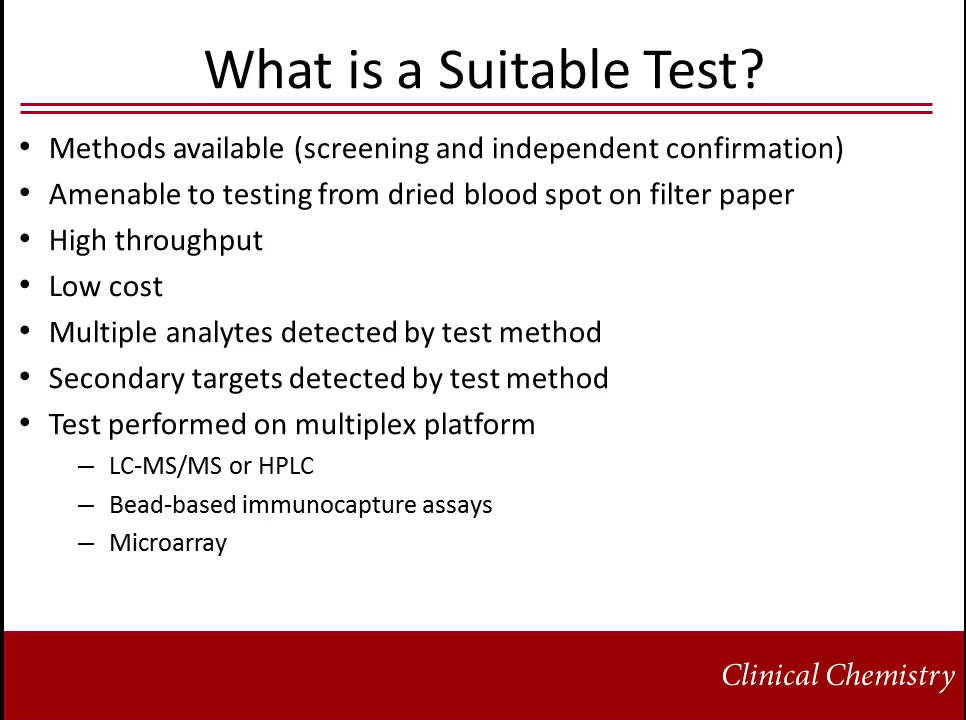 What is a Suitable Test?
• Methods available (screening and independent confirmation)
• Amenable to testing from dried blood spot on filter paper
• High throughput
• Low cost
• Multiple analytes detected by test method
• Secondary targets detected by test method
• Test performed on multiplex platform
– LC-MS/MS or HPLC
– Bead-based immunocapture assays
– Microarray
Clinical Chemistry